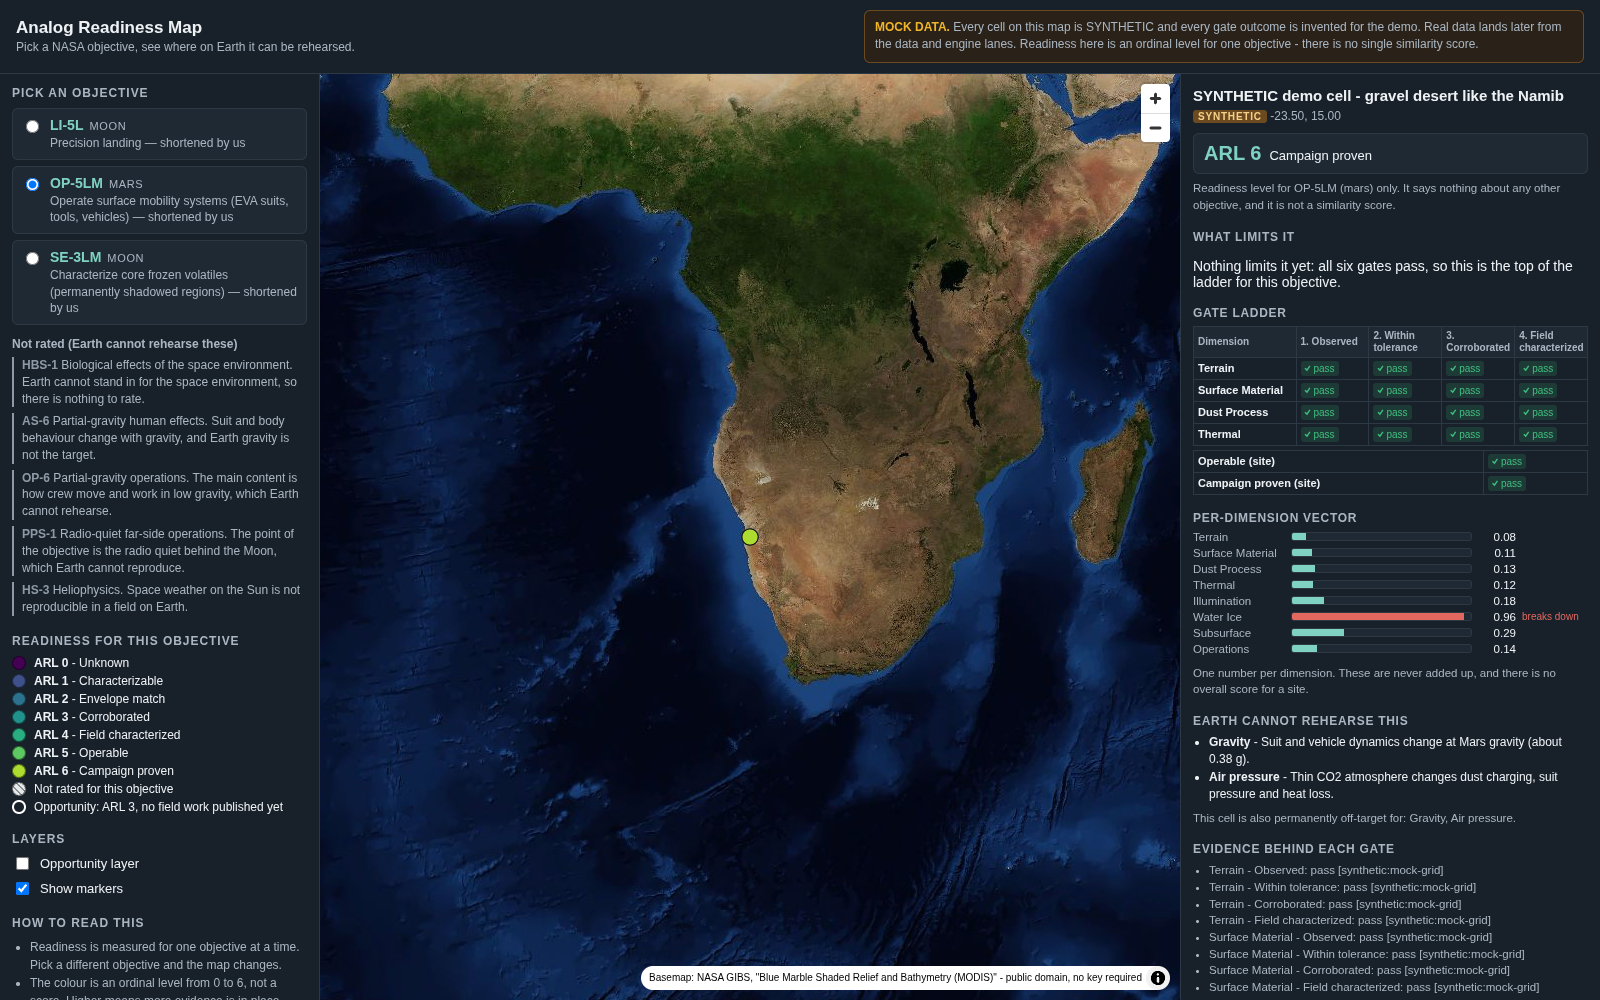 Analog Readiness Map
Pick a NASA objective, see where on Earth it can be rehearsed.
MOCK DATA. Every cell on this map is SYNTHETIC and every gate outcome is invented for the demo. Real data lands later from
the data and engine lanes. Readiness here is an ordinal level for one objective - there is no single similarity score.
PICK AN OBJECTIVE
LI-5L MOON
Precision landing — shortened by us
OP-5LM MARS
Operate surface mobility systems (EVA suits,
tools, vehicles) — shortened by us
SE-3LM MOON
Characterize core frozen volatiles
(permanently shadowed regions) — shortened
by us
Not rated (Earth cannot rehearse these)
HBS-1 Biological effects of the space environment.
Earth cannot stand in for the space environment, so
there is nothing to rate.
AS-6 Partial-gravity human effects. Suit and body
behaviour change with gravity, and Earth gravity is
not the target.
OP-6 Partial-gravity operations. The main content is
how crew move and work in low gravity, which Earth
cannot rehearse.
PPS-1 Radio-quiet far-side operations. The point of
the objective is the radio quiet behind the Moon,
which Earth cannot reproduce.
HS-3 Heliophysics. Space weather on the Sun is not
reproducible in a field on Earth.
READINESS FOR THIS OBJECTIVE
ARL 0 - Unknown
ARL 1 - Characterizable
ARL 2 - Envelope match
ARL 3 - Corroborated
ARL 4 - Field characterized
ARL 5 - Operable
ARL 6 - Campaign proven
Not rated for this objective
Opportunity: ARL 3, no field work published yet
LAYERS
Opportunity layer
Show markers
HOW TO READ THIS
Readiness is measured for one objective at a time.
Pick a different objective and the map changes.
The colour is an ordinal level from 0 to 6, not a
score. Higher means more evidence is in place
Basemap: NASA GIBS, "Blue Marble Shaded Relief and Bathymetry (MODIS)" - public domain, no key required
SYNTHETIC demo cell - gravel desert like the Namib
SYNTHETIC -23.50, 15.00
ARL 6 Campaign proven
Readiness level for OP-5LM (mars) only. It says nothing about any other
objective, and it is not a similarity score.
WHAT LIMITS IT
Nothing limits it yet: all six gates pass, so this is the top of the
ladder for this objective.
GATE LADDER
Dimension 1. Observed 2. Within tolerance 3. Corroborated 4. Field characterized
Terrain ✓ pass ✓ pass ✓ pass ✓ pass
Surface Material ✓ pass ✓ pass ✓ pass ✓ pass
Dust Process ✓ pass ✓ pass ✓ pass ✓ pass
Thermal ✓ pass ✓ pass ✓ pass ✓ pass
Operable (site) ✓ pass
Campaign proven (site) ✓ pass
PER-DIMENSION VECTOR
Terrain 0.08
Surface Material 0.11
Dust Process 0.13
Thermal 0.12
Illumination 0.18
Water Ice 0.96 breaks down
Subsurface 0.29
Operations 0.14
One number per dimension. These are never added up, and there is no
overall score for a site.
EARTH CANNOT REHEARSE THIS
Gravity - Suit and vehicle dynamics change at Mars gravity (about
0.38 g).
Air pressure - Thin CO2 atmosphere changes dust charging, suit
pressure and heat loss.
This cell is also permanently off-target for: Gravity, Air pressure.
EVIDENCE BEHIND EACH GATE
Terrain - Observed: pass [synthetic:mock-grid]
Terrain - Within tolerance: pass [synthetic:mock-grid]
Terrain - Corroborated: pass [synthetic:mock-grid]
Terrain - Field characterized: pass [synthetic:mock-grid]
Surface Material - Observed: pass [synthetic:mock-grid]
Surface Material - Within tolerance: pass [synthetic:mock-grid]
Surface Material - Corroborated: pass [synthetic:mock-grid]
Surface Material - Field characterized: pass [synthetic:mock-grid]